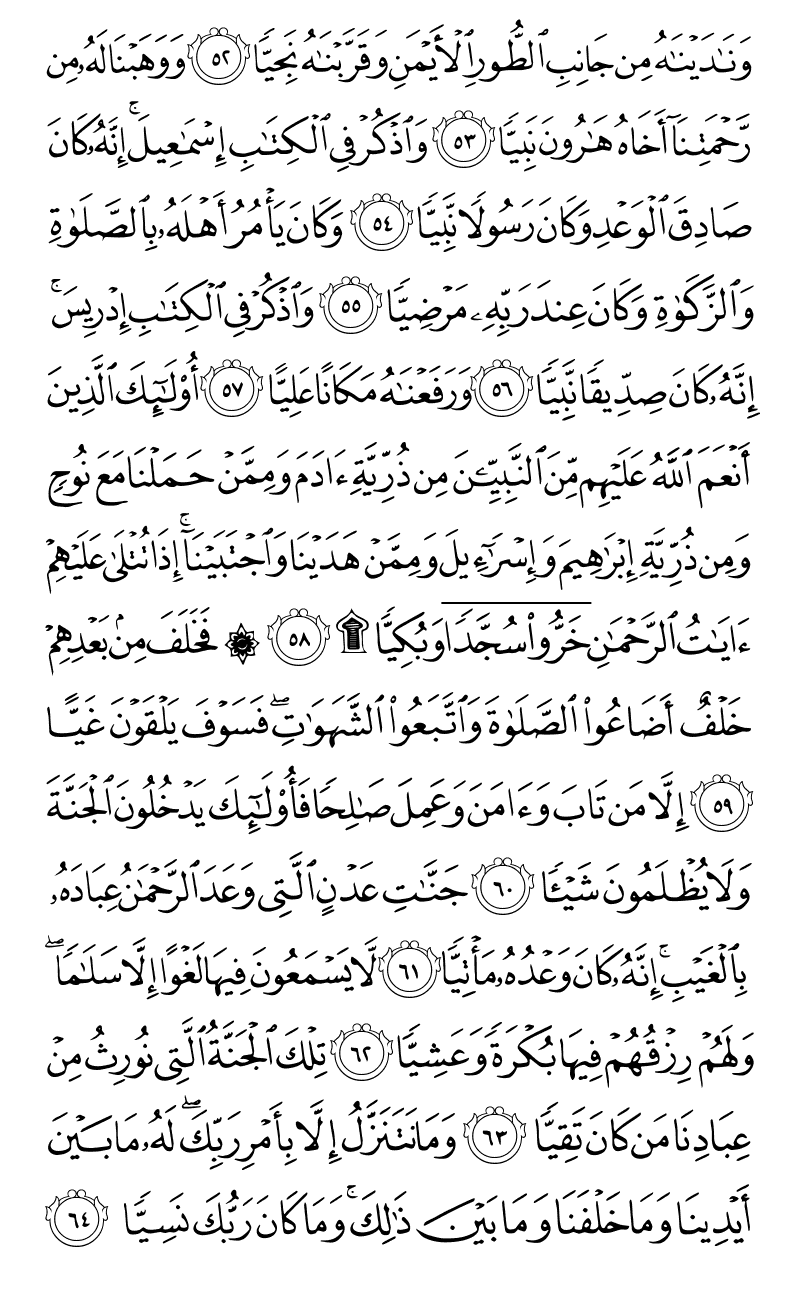 وَنَـٰدَيۡنَـٰهُ مِن جَانِبِ ٱلطُّورِ ٱلۡأَيۡمَنِ وَقَرَّبۡنَـٰهُ نَجِيًّا ٥٢ وَوَهَبۡنَا لَهُۥ مِن
رَّحۡمَتِنَآ أَخَاهُ هَـٰرُونَ نَبِيًّا ٥٣ وَٱذۡكُرۡ فِى ٱلۡكِتَـٰبِ إِسۡمَـٰعِيلَۚ إِنَّهُۥ كَانَ
صَادِقَ ٱلۡوَعۡدِ وَكَانَ رَسُولًا نَّبِيًّا ٥٤ وَكَانَ يَأۡمُرُ أَهۡلَهُۥ بِٱلصَّلَوٰةِ
وَٱلزَّكَوٰةِ وَكَانَ عِندَ رَبِّهِۦ مَرۡضِيًّا ٥٥ وَٱذۡكُرۡ فِى ٱلۡكِتَـٰبِ إِدۡرِيسَۚ
إِنَّهُۥ كَانَ صِدِّيقًا نَّبِيًّا ٥٦ وَرَفَعۡنَـٰهُ مَكَانًا عَلِيًّا ٥٧ أُوْلَـٰٓئِكَ ٱلَّذِينَ
أَنۡعَمَ ٱللَّهُ عَلَيۡهِم مِّنَ ٱلنَّبِيِّـۧنَ مِن ذُرِّيَّةِ ءَادَمَ وَمِمَّنۡ حَمَلۡنَا مَعَ نُوحٍ
وَمِن ذُرِّيَّةِ إِبۡرَٰهِيمَ وَإِسۡرَـٰٓءِيلَ وَمِمَّنۡ هَدَيۡنَا وَٱجۡتَبَيۡنَآۚ إِذَا تُتۡلَىٰ عَلَيۡهِمۡ
ءَايَـٰتُ ٱلرَّحۡمَـٰنِ خَرُّواْ سُجَّدًا وَبُكِيًّا ۩ ٥٨ ۞ فَخَلَفَ مِنۢ بَعۡدِهِمۡ
خَلۡفٌ أَضَاعُواْ ٱلصَّلَوٰةَ وَٱتَّبَعُواْ ٱلشَّهَوَٰتِۖ فَسَوۡفَ يَلۡقَوۡنَ غَيًّا
٥٩ إِلَّا مَن تَابَ وَءَامَنَ وَعَمِلَ صَـٰلِحًا فَأُوْلَـٰٓئِكَ يَدۡخُلُونَ ٱلۡجَنَّةَ
وَلَا يُظۡلَمُونَ شَيۡـًٔا ٦٠ جَنَّـٰتِ عَدۡنٍ ٱلَّتِى وَعَدَ ٱلرَّحۡمَـٰنُ عِبَادَهُۥ
بِٱلۡغَيۡبِۚ إِنَّهُۥ كَانَ وَعۡدُهُۥ مَأۡتِيًّا ٦١ لَّا يَسۡمَعُونَ فِيهَا لَغۡوًا إِلَّا سَلَـٰمًاۖ
وَلَهُمۡ رِزۡقُهُمۡ فِيهَا بُكۡرَةً وَعَشِيًّا ٦٢ تِلۡكَ ٱلۡجَنَّةُ ٱلَّتِى نُورِثُ مِنۡ
عِبَادِنَا مَن كَانَ تَقِيًّا ٦٣ وَمَا نَتَنَزَّلُ إِلَّا بِأَمۡرِ رَبِّكَۖ لَهُۥ مَا بَيۡنَ
أَيۡدِينَا وَمَا خَلۡفَنَا وَمَا بَيۡنَ ذَٰلِكَۚ وَمَا كَانَ رَبُّكَ نَسِيًّا ٦٤